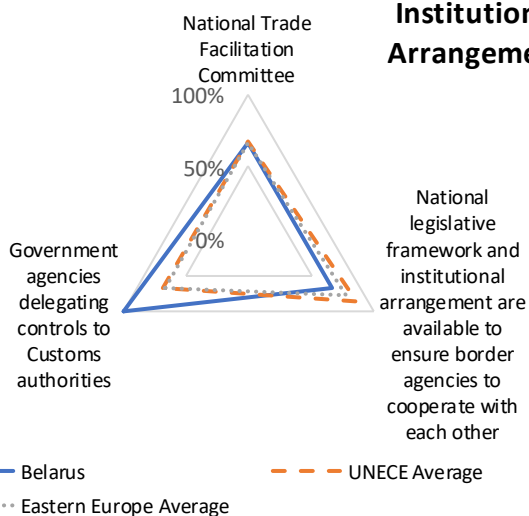 Institution
Arrangeme
National Trade
Facilitation
Committee
100%
50%
0%
National
legislative
framework and
institutional
arrangement are
available to
ensure border
agencies to
cooperate with
each other
Government
agencies
delegating
controls to
Customs
authorities
Belarus
UNECE Average
Eastern Europe Average